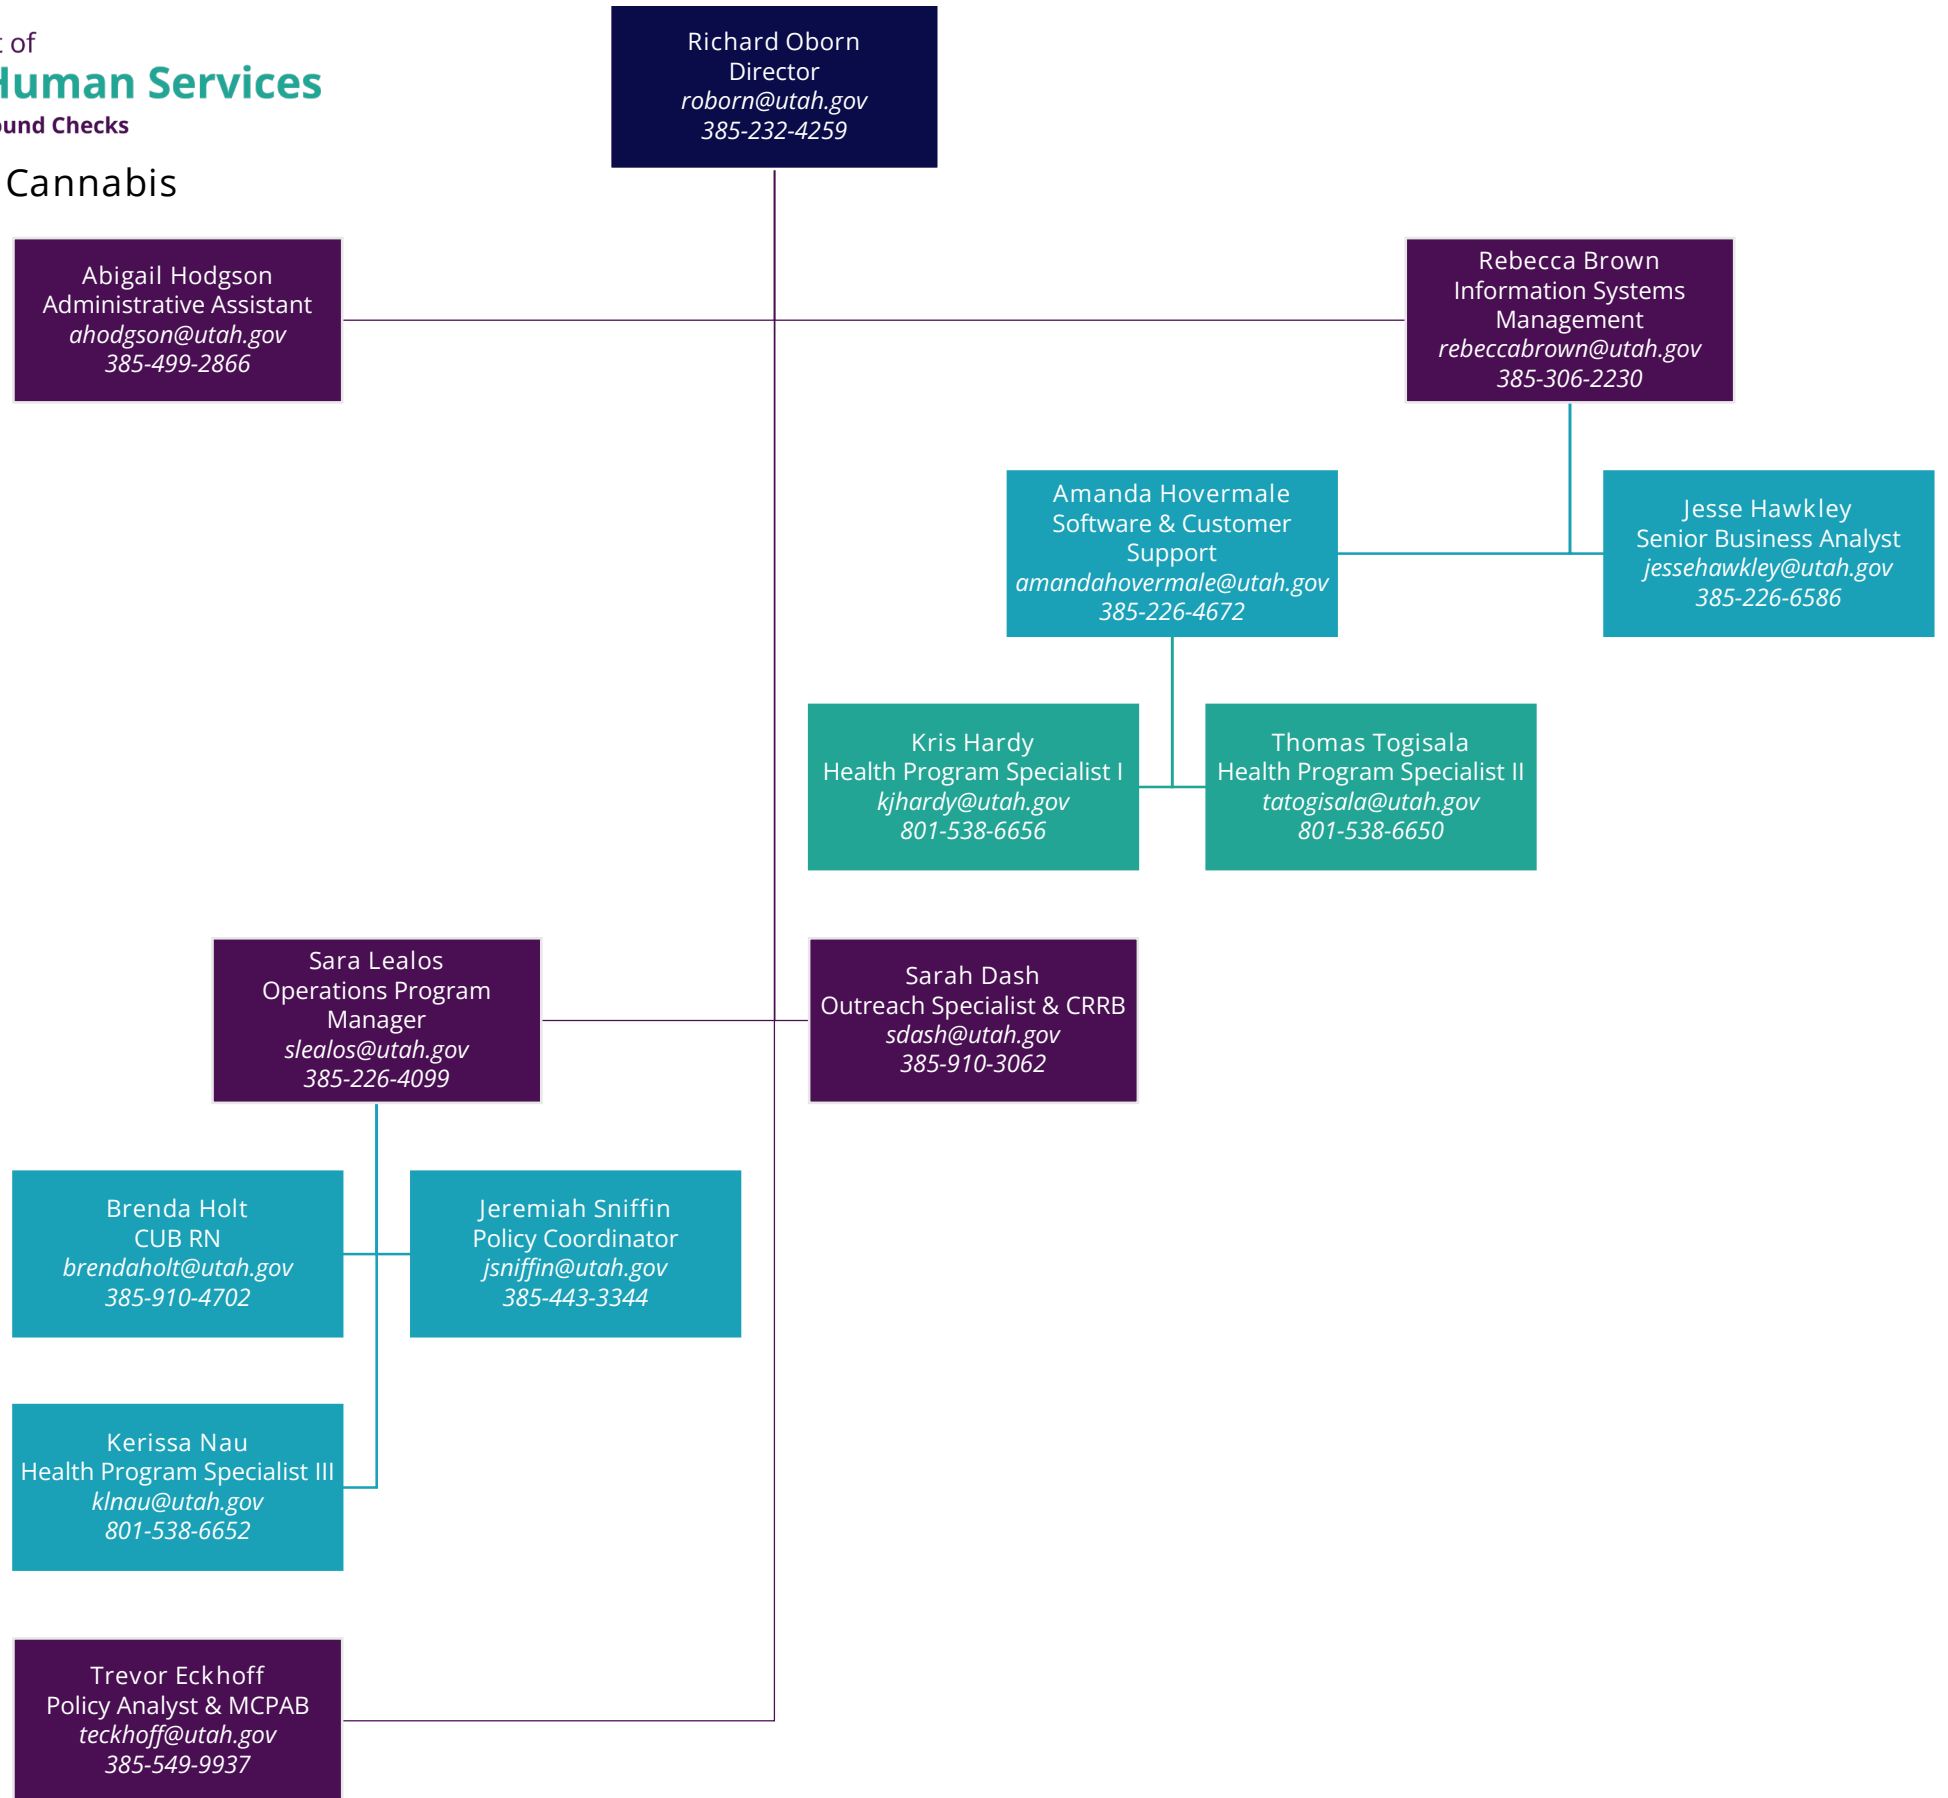 of
Human Services
und Checks
Cannabis
Richard Oborn
Director
roborn@utah.gov
385-232-4259
Abigail Hodgson
Administrative Assistant
ahodgson@utah.gov
385-499-2866
Rebecca Brown
Information Systems
Management
rebeccabrown@utah.gov
385-306-2230
Amanda Hovermale
Software & Customer
Support
amandahovermale@utah.gov
385-226-4672
Jesse Hawkley
Senior Business Analyst
jessehawkley@utah.gov
385-226-6586
Kris Hardy
Health Program Specialist I
kjhardy@utah.gov
801-538-6656
Thomas Togisala
Health Program Specialist II
tatogisala@utah.gov
801-538-6650
Sara Lealos
Operations Program
Manager
slealos@utah.gov
385-226-4099
Sarah Dash
Outreach Specialist & CRRB
sdash@utah.gov
385-910-3062
Brenda Holt
CUB RN
brendaholt@utah.gov
385-910-4702
Jeremiah Sniffin
Policy Coordinator
jsniffin@utah.gov
385-443-3344
Kerissa Nau
Health Program Specialist III
klnau@utah.gov
801-538-6652
Trevor Eckhoff
Policy Analyst & MCPAB
teckhoff@utah.gov
385-549-9937